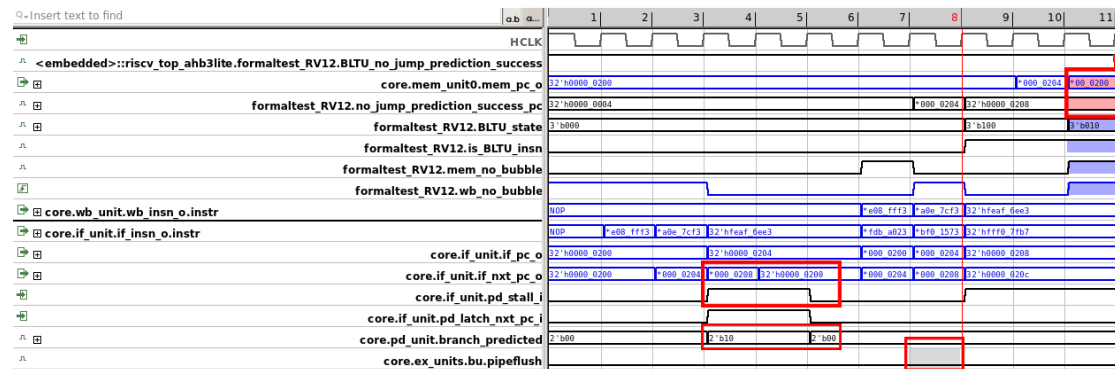 Insert text to find a.b a... 1 2 3 4 5 6 7 8 9 10 11
HCLK
<embedded>::riscv_top_ahb3lite.formaltest_RV12.BLTU_no_jump_prediction_success
core.mem_unit0.mem_pc_o 32'h0000_0200 *000_0204 *00_0200
formaltest_RV12.no_jump_prediction_success_pc 32'h0000_0004 *000_0204 32'h0000_0208
formaltest_RV12.BLTU_state 3'b000 3'b100 3'b010
formaltest_RV12.is_BLTU_insn
formaltest_RV12.mem_no_bubble
formaltest_RV12.wb_no_bubble
core.wb_unit.wb_insn_o.instr NOP *e08_fff3 *a0e_7cf3 32'hfeaf_6ee3
core.if_unit.if_insn_o.instr NOP *e08_fff3 *a0e_7cf3 32'hfeaf_6ee3 *fdb_a023 *bf0_1573 32'hfff0_7fb7
core.if_unit.if_pc_o 32'h0000_0200 32'h0000_0204 *000_0200 *000_0204 32'h0000_0208
core.if_unit.if_nxt_pc_o 32'h0000_0200 *000_0204 *000_0208 32'h0000_0200 *000_0204 *000_0208 32'h0000_020c
core.if_unit.pd_stall_i
core.if_unit.pd_latch_nxt_pc_i
core.pd_unit.branch_predicted 2'b00 2'b10 2'b00
core.ex_units.bu.pipeflush